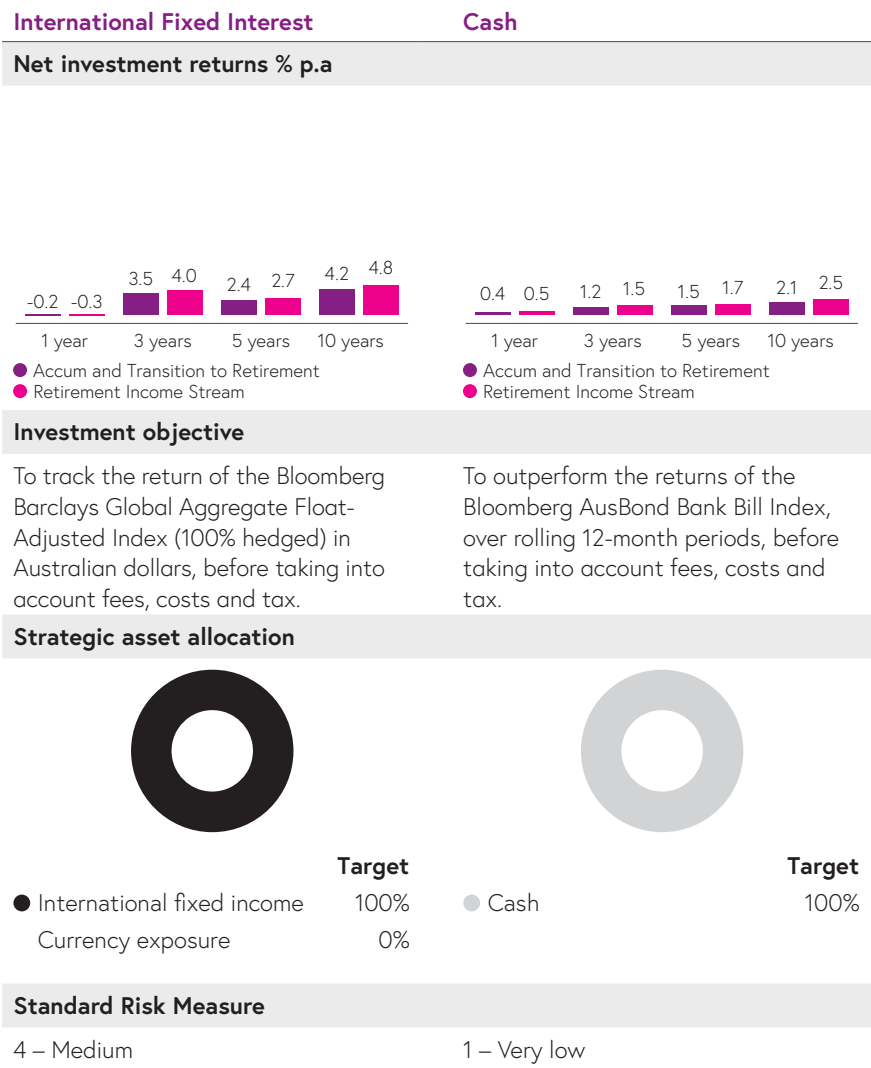 International Fixed Interest
Cash
Net investment returns % p.a
-0.2 -0.3 3.5 4.0 2.4 2.7 4.2 4.8
1 year 3 years 5 years 10 years
Accum and Transition to Retirement
Retirement Income Stream
0.4 0.5 1.2 1.5 1.5 1.7 2.1 2.5
1 year 3 years 5 years 10 years
Accum and Transition to Retirement
Retirement Income Stream
Investment objective
To track the return of the Bloomberg
Barclays Global Aggregate Float-
Adjusted Index (100% hedged) in
Australian dollars, before taking into
account fees, costs and tax.
To outperform the returns of the
Bloomberg AusBond Bank Bill Index,
over rolling 12-month periods, before
taking into account fees, costs and
tax.
Strategic asset allocation
Target
International fixed income 100%
Currency exposure 0%
Target
Cash 100%
Standard Risk Measure
4 – Medium
1 – Very low